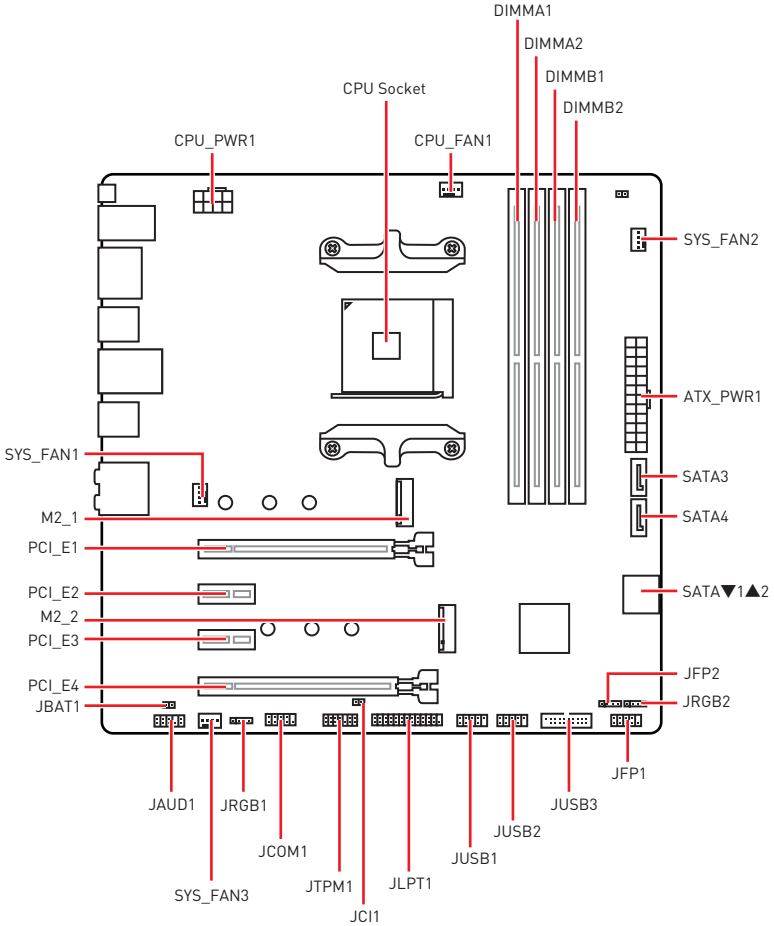 DIMMA1
DIMMA2
DIMMB1
DIMMB2
CPU Socket
CPU_PWR1
CPU_FAN1
SYS_FAN2
ATX_PWR1
SYS_FAN1
SATA3
M2_1
SATA4
PCI_E1
PCI_E2
SATA▼1▲2
M2_2
PCI_E3
JFP2
PCI_E4
JBAT1
JRGB2
JAUD1
JRGB1
JUSB3
JFP1
JUSB2
JCOM1
JUSB1
JTPM1
JLPT1
SYS_FAN3
JCI1